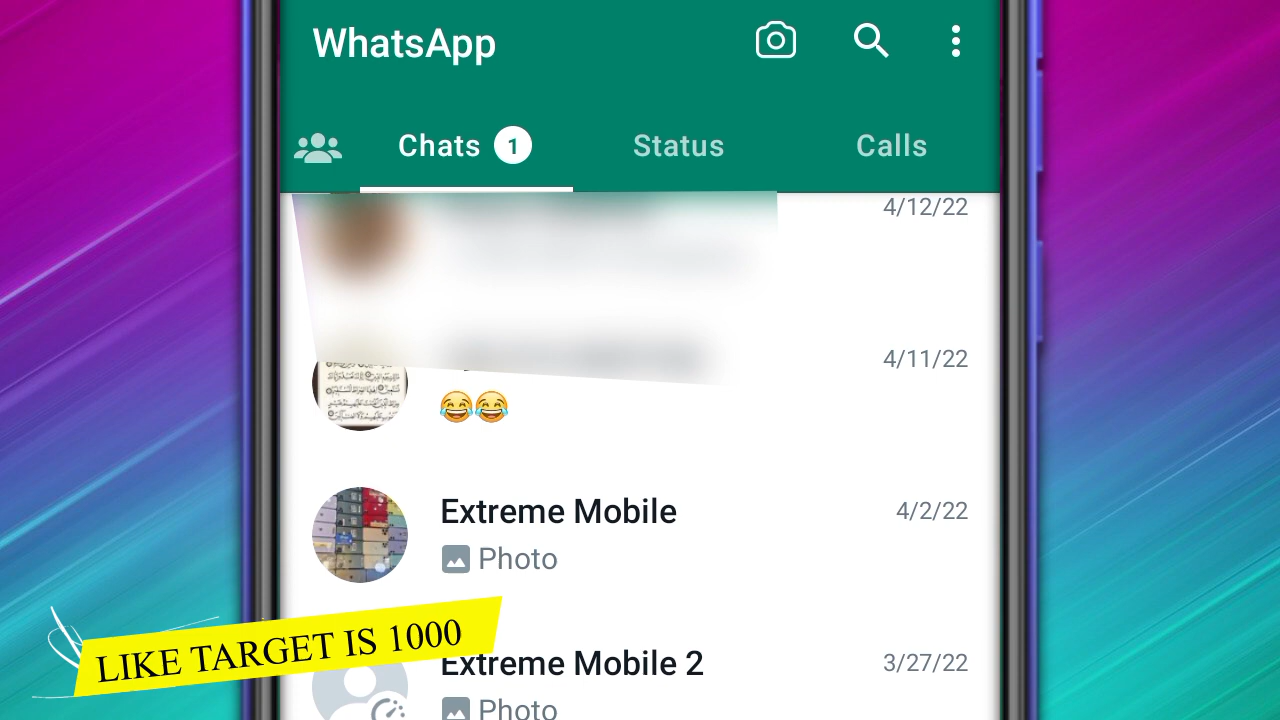 WhatsApp
Chats 1
Status
Calls
4/12/22
4/11/22
😂😂
Extreme Mobile
4/2/22
Photo
Extreme Mobile 2
3/27/22
Photo
LIKE TARGET IS 1000